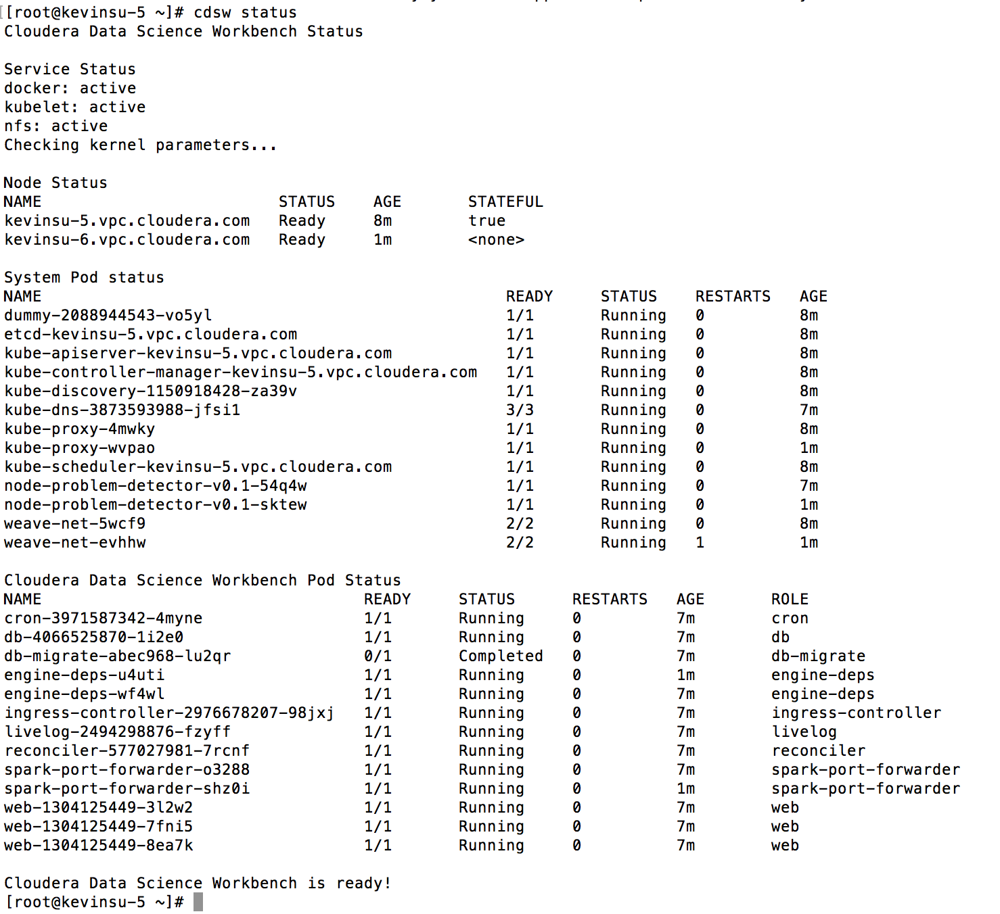 [[root@kevinsu-5 ~]# cdsw status
Cloudera Data Science Workbench Status
Service Status
docker: active
kubelet: active
nfs: active
Checking kernel parameters...
Node Status
NAME STATUS AGE STATEFUL
kevinsu-5.vpc.cloudera.com Ready 8m true
kevinsu-6.vpc.cloudera.com Ready 1m <none>
System Pod status
NAME READY STATUS RESTARTS AGE
dummy-2088944543-vo5yl 1/1 Running 0 8m
etcd-kevinsu-5.vpc.cloudera.com 1/1 Running 0 8m
kube-apiserver-kevinsu-5.vpc.cloudera.com 1/1 Running 0 8m
kube-controller-manager-kevinsu-5.vpc.cloudera.com 1/1 Running 0 8m
kube-discovery-1150918428-za39v 1/1 Running 0 8m
kube-dns-3873593988-jfsi1 3/3 Running 0 7m
kube-proxy-4mwky 1/1 Running 0 8m
kube-proxy-wvpao 1/1 Running 0 1m
kube-scheduler-kevinsu-5.vpc.cloudera.com 1/1 Running 0 8m
node-problem-detector-v0.1-54q4w 1/1 Running 0 7m
node-problem-detector-v0.1-sktew 1/1 Running 0 1m
weave-net-5wcf9 2/2 Running 0 8m
weave-net-evhhw 2/2 Running 1 1m
Cloudera Data Science Workbench Pod Status
NAME READY STATUS RESTARTS AGE ROLE
cron-3971587342-4myne 1/1 Running 0 7m cron
db-4066525870-1i2e0 1/1 Running 0 7m db
db-migrate-abec968-lu2qr 0/1 Completed 0 7m db-migrate
engine-deps-u4uti 1/1 Running 0 1m engine-deps
engine-deps-wf4wl 1/1 Running 0 7m engine-deps
ingress-controller-2976678207-98jxj 1/1 Running 0 7m ingress-controller
livelog-2494298876-fzyff 1/1 Running 0 7m livelog
reconciler-577027981-7rcnf 1/1 Running 0 7m reconciler
spark-port-forwarder-o3288 1/1 Running 0 7m spark-port-forwarder
spark-port-forwarder-shz0i 1/1 Running 0 1m spark-port-forwarder
web-1304125449-3l2w2 1/1 Running 0 7m web
web-1304125449-7fni5 1/1 Running 0 7m web
web-1304125449-8ea7k 1/1 Running 0 7m web
Cloudera Data Science Workbench is ready!
[root@kevinsu-5 ~]#